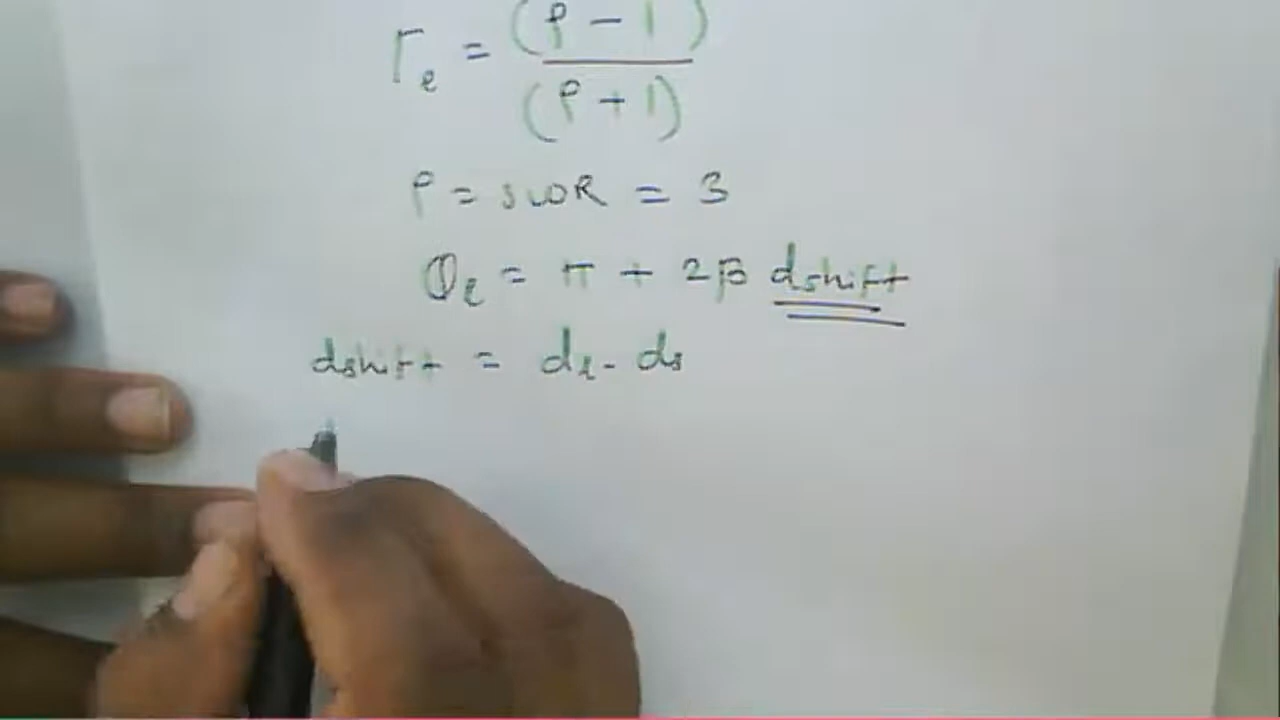 Γℓ = (ρ - 1) / (ρ + 1)
ρ = SWR = 3
Θℓ = π + 2β dshift
dshift = dℓ - ds